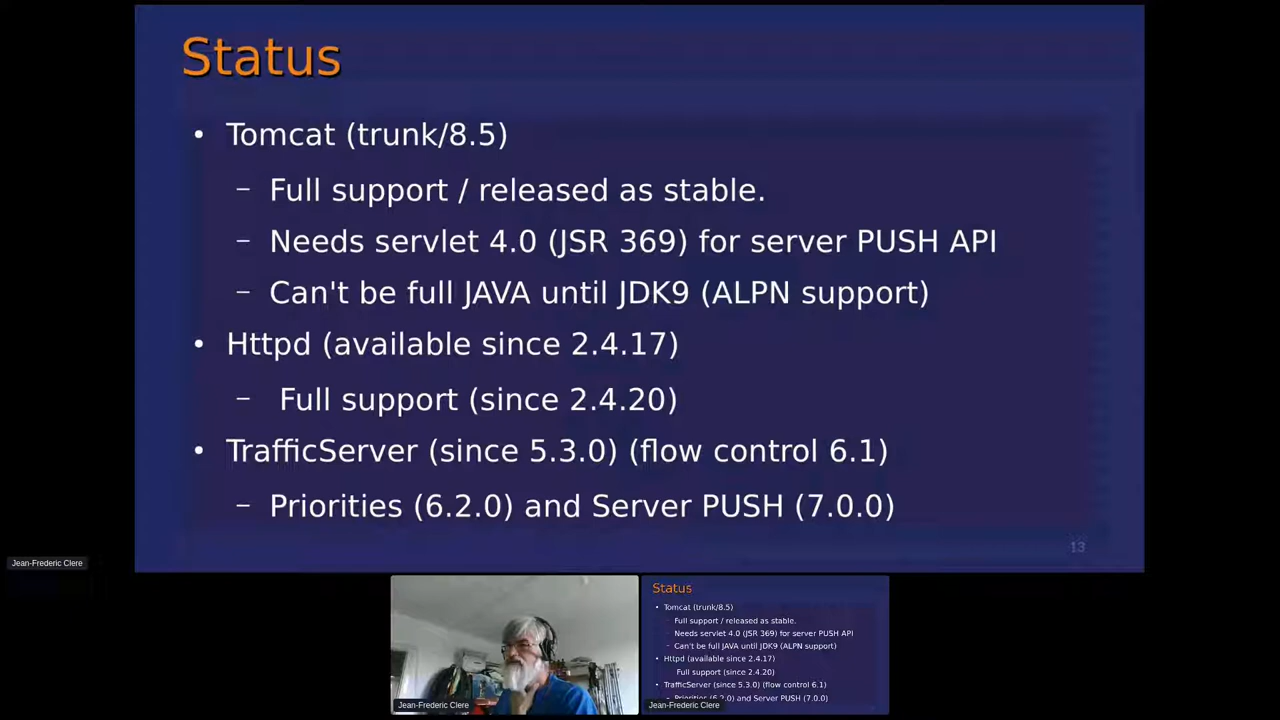 Status
• Tomcat (trunk/8.5)
– Full support / released as stable.
– Needs servlet 4.0 (JSR 369) for server PUSH API
– Can't be full JAVA until JDK9 (ALPN support)
• Httpd (available since 2.4.17)
– Full support (since 2.4.20)
• TrafficServer (since 5.3.0) (flow control 6.1)
– Priorities (6.2.0) and Server PUSH (7.0.0)
13
Jean-Frederic Clere
Jean-Frederic Clere
Status
• Tomcat (trunk/8.5)
Full support / released as stable.
Needs servlet 4.0 (JSR 369) for server PUSH API
Can't be full JAVA until JDK9 (ALPN support)
• Httpd (available since 2.4.17)
Full support (since 2.4.20)
• TrafficServer (since 5.3.0) (flow control 6.1)
Priorities (6.2.0) and Server PUSH (7.0.0)
Jean-Frederic Clere